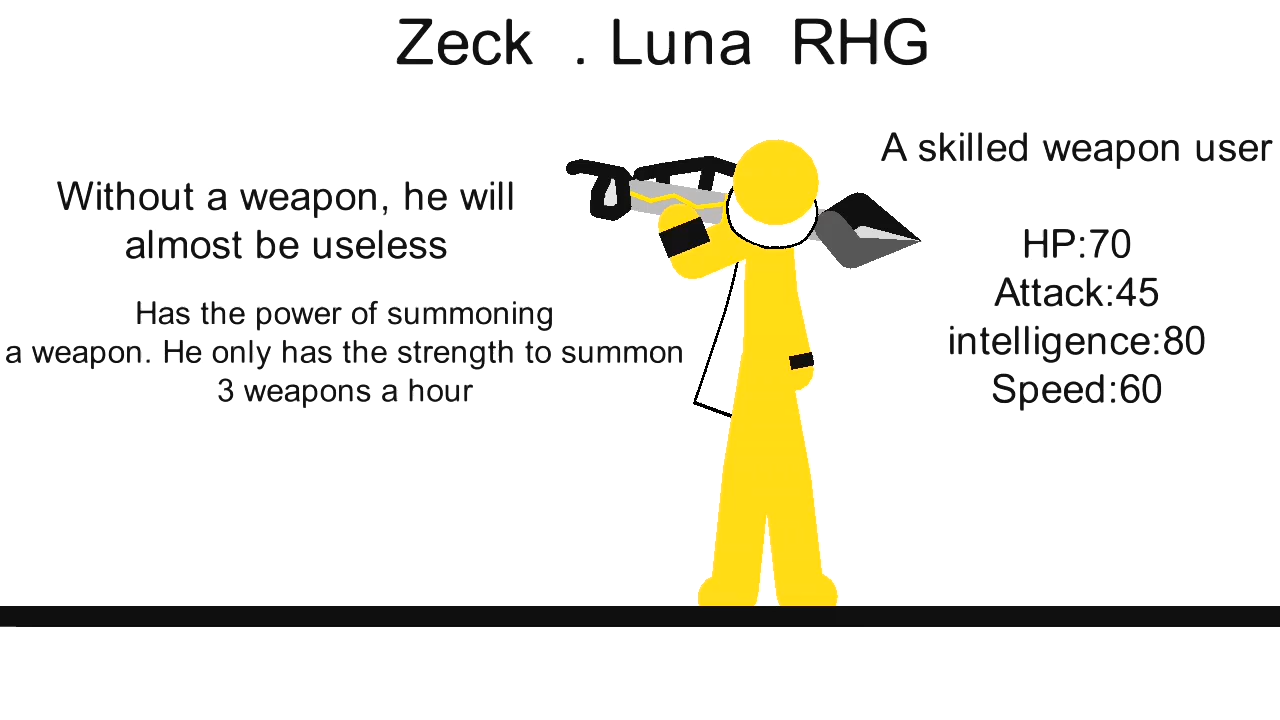 Zeck . Luna RHG
Without a weapon, he will
almost be useless
Has the power of summoning
a weapon. He only has the strength to summon
3 weapons a hour
A skilled weapon user
HP:70
Attack:45
intelligence:80
Speed:60